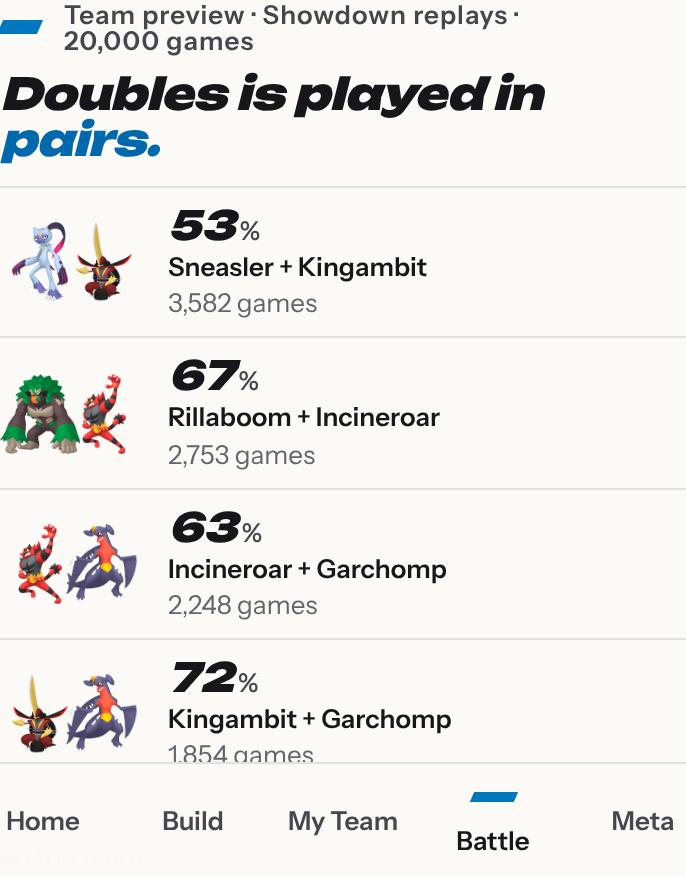 Team preview · Showdown replays ·
20,000 games
Doubles is played in
pairs.
53%
Sneasler + Kingambit
3,582 games
67%
Rillaboom + Incineroar
2,753 games
63%
Incineroar + Garchomp
2,248 games
72%
Kingambit + Garchomp
1,854 games
Home
Build
My Team
Battle
Meta